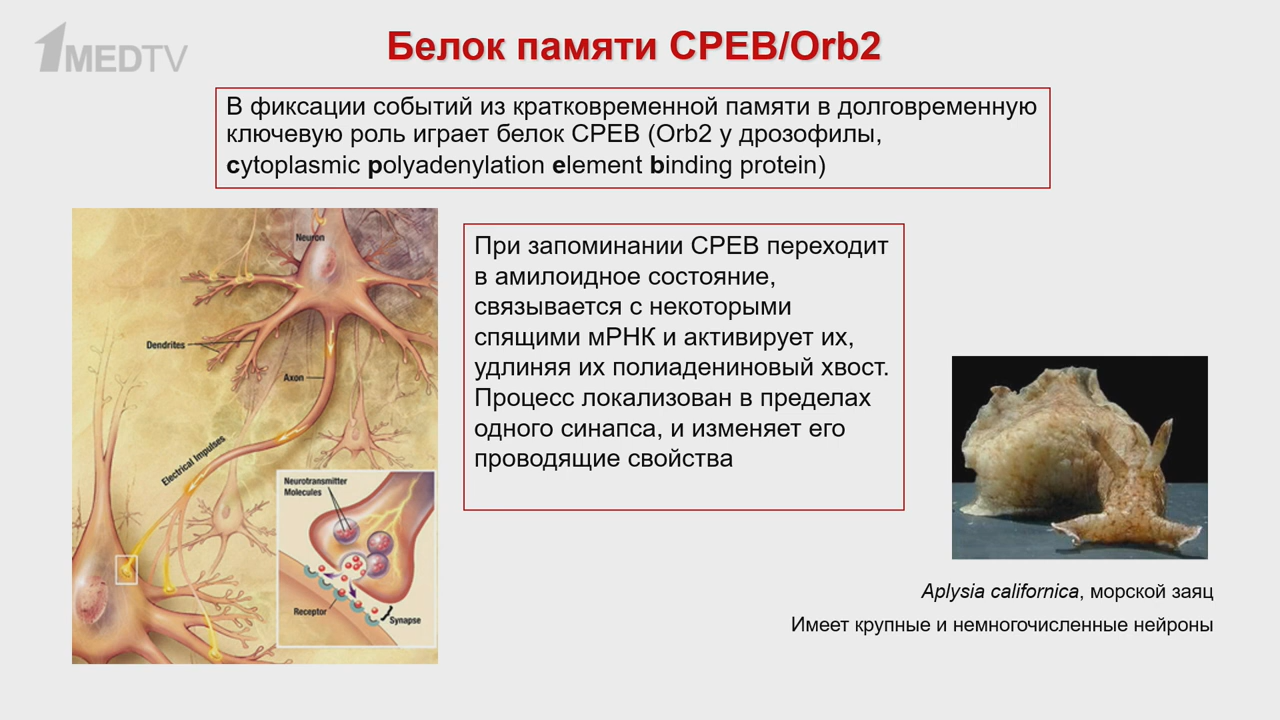 1MEDTV
Белок памяти CPEB/Orb2
В фиксации событий из кратковременной памяти в долговременную
ключевую роль играет белок CPEB (Orb2 у дрозофилы,
cytoplasmic polyadenylation element binding protein)
Neuron
Dendrites
Axon
Electrical Impulses
Neurotransmitter
Molecules
Receptor
Synapse
При запоминании CPEB переходит
в амилоидное состояние,
связывается с некоторыми
спящими мРНК и активирует их,
удлиняя их полиадениновый хвост.
Процесс локализован в пределах
одного синапса, и изменяет его
проводящие свойства
Aplysia californica, морской заяц
Имеет крупные и немногочисленные нейроны